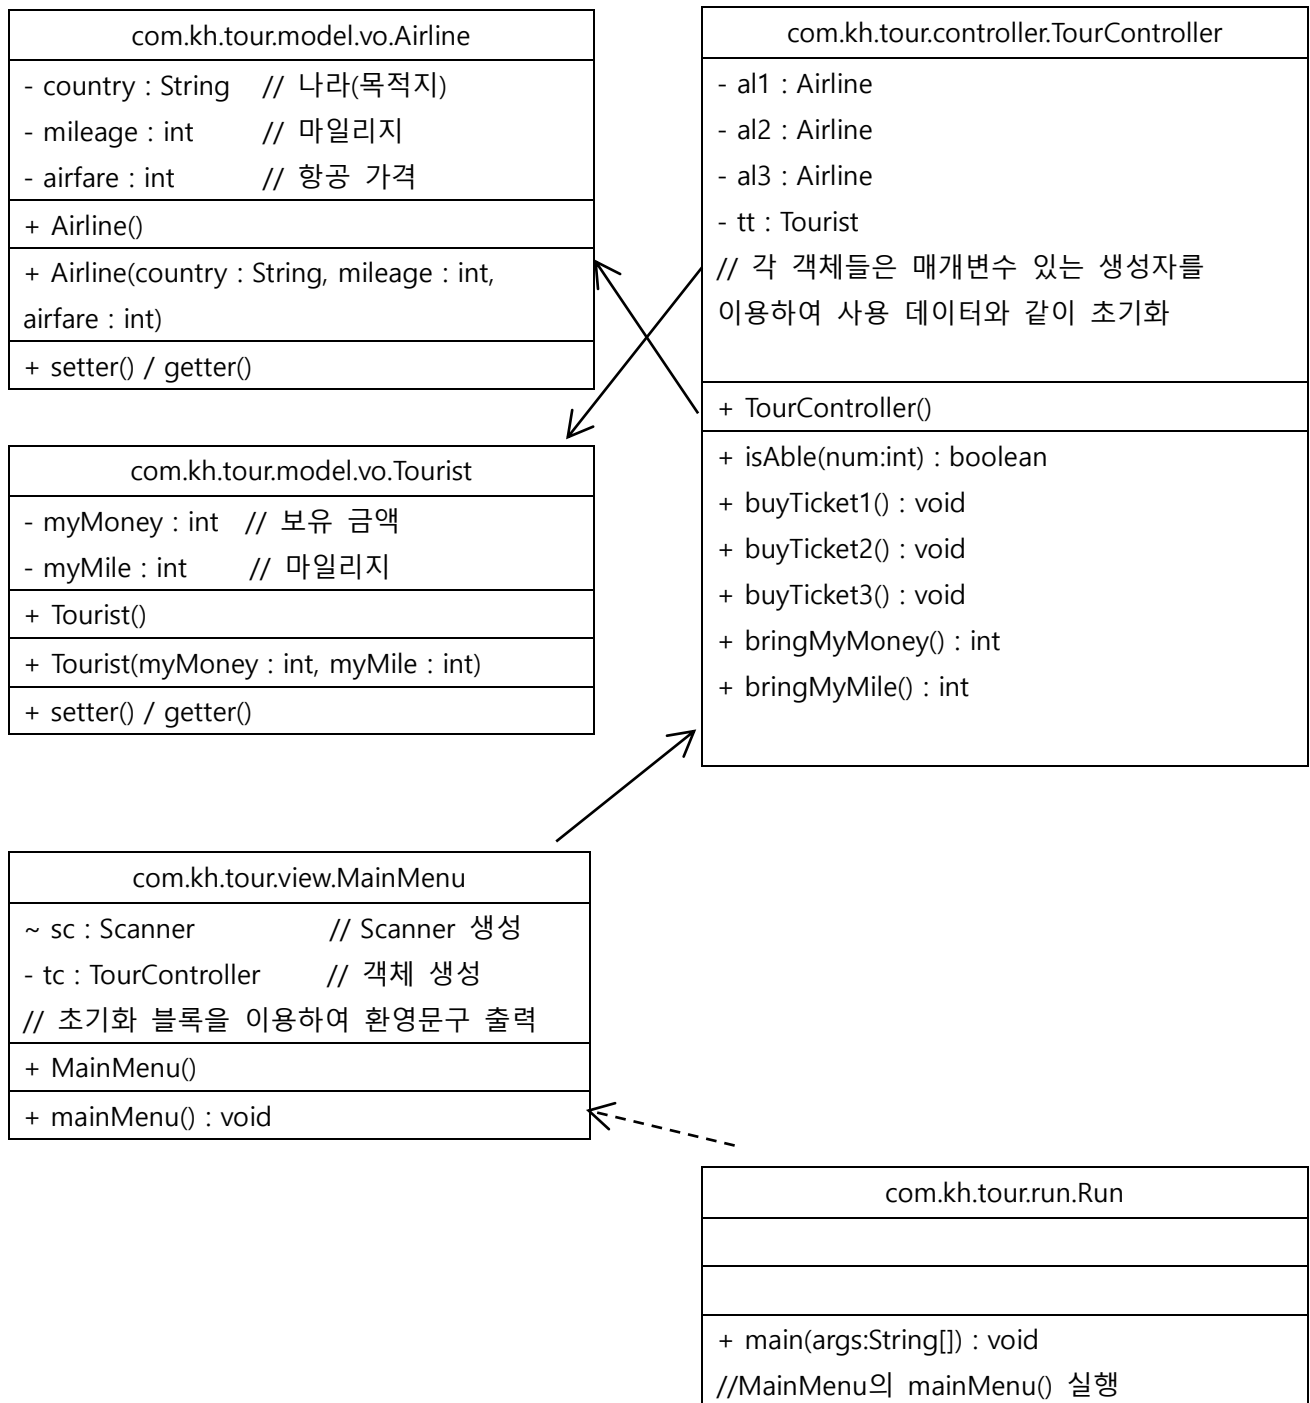 com.kh.tour.model.vo.Airline
- country : String // 나라(목적지)
- mileage : int // 마일리지
- airfare : int // 항공 가격
+ Airline()
+ Airline(country : String, mileage : int,
airfare : int)
+ setter() / getter()
com.kh.tour.controller.TourController
- al1 : Airline
- al2 : Airline
- al3 : Airline
- tt : Tourist
// 각 객체들은 매개변수 있는 생성자를
이용하여 사용 데이터와 같이 초기화
+ TourController()
+ isAble(num:int) : boolean
+ buyTicket1() : void
+ buyTicket2() : void
+ buyTicket3() : void
+ bringMyMoney() : int
+ bringMyMile() : int
com.kh.tour.model.vo.Tourist
- myMoney : int // 보유 금액
- myMile : int // 마일리지
+ Tourist()
+ Tourist(myMoney : int, myMile : int)
+ setter() / getter()
com.kh.tour.view.MainMenu
~ sc : Scanner // Scanner 생성
- tc : TourController // 객체 생성
// 초기화 블록을 이용하여 환영문구 출력
+ MainMenu()
+ mainMenu() : void
com.kh.tour.run.Run
+ main(args:String[]) : void
//MainMenu의 mainMenu() 실행